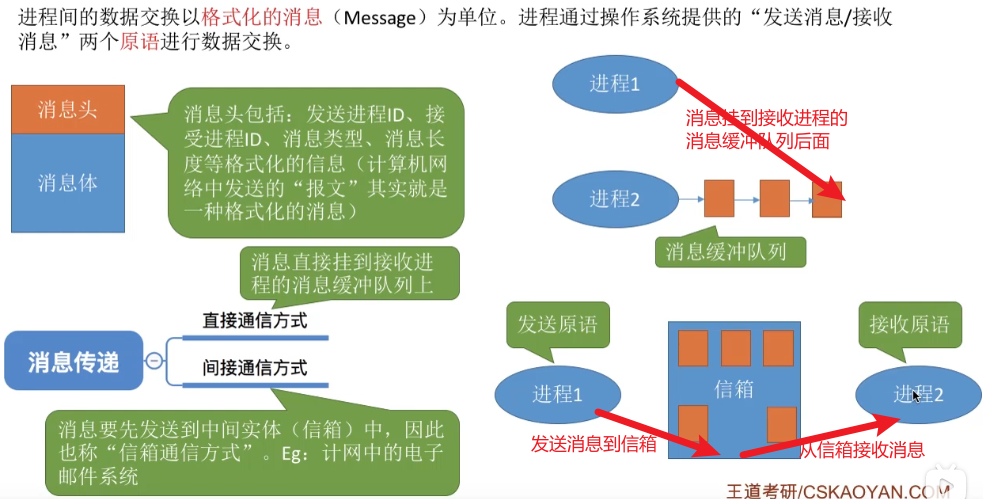 进程间的数据交换以格式化的消息（Message）为单位。进程通过操作系统提供的“发送消息/接收
消息”两个原语进行数据交换。
消息头
消息体
消息头包括：发送进程ID、接
受进程ID、消息类型、消息长
度等格式化的信息（计算机网
络中发送的“报文”其实就是
一种格式化的消息）
进程1
消息挂到接收进程的
消息缓冲队列后面
进程2
消息缓冲队列
消息直接挂到接收进
程的消息缓冲队列上
直接通信方式
消息传递
间接通信方式
消息要先发送到中间实体（信箱）中，因此
也称“信箱通信方式”。Eg：计网中的电子
邮件系统
发送原语
接收原语
进程1
信箱
进程2
发送消息到信箱
从信箱接收消息
王道考研/CSKAOYAN.COM